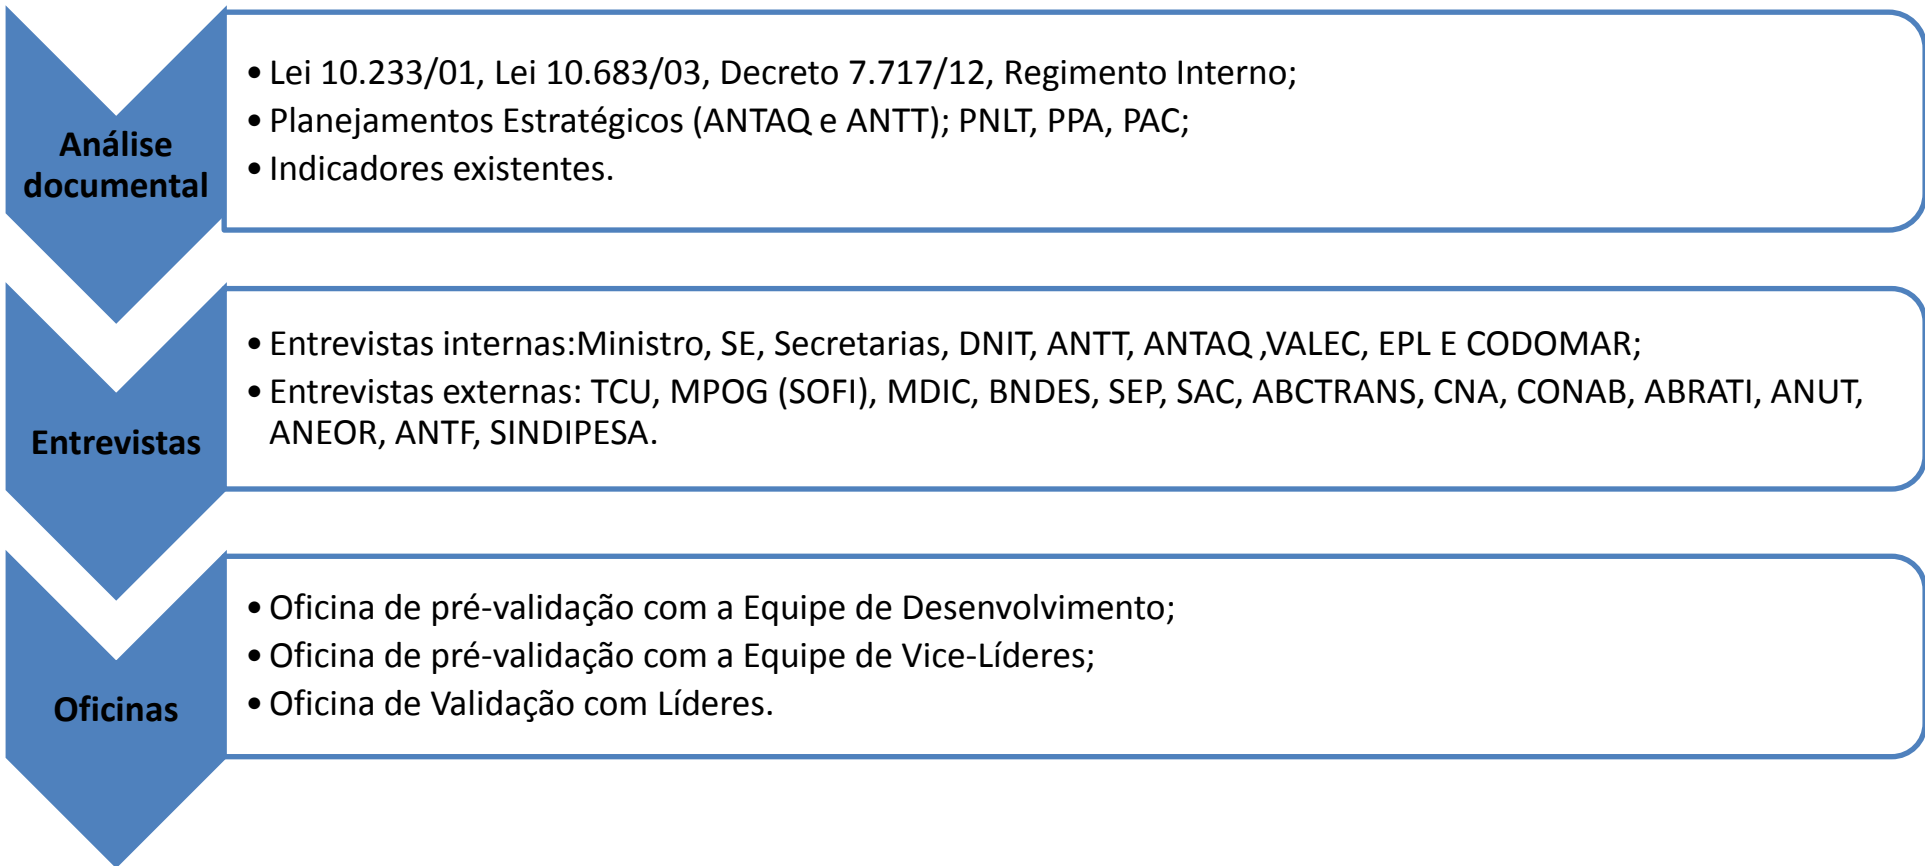 Análise
documental
• Lei 10.233/01, Lei 10.683/03, Decreto 7.717/12, Regimento Interno;
• Planejamentos Estratégicos (ANTAQ e ANTT); PNLT, PPA, PAC;
• Indicadores existentes.
Entrevistas
• Entrevistas internas:Ministro, SE, Secretarias, DNIT, ANTT, ANTAQ ,VALEC, EPL E CODOMAR;
• Entrevistas externas: TCU, MPOG (SOFI), MDIC, BNDES, SEP, SAC, ABCTRANS, CNA, CONAB, ABRATI, ANUT,
ANEOR, ANTF, SINDIPESA.
Oficinas
• Oficina de pré-validação com a Equipe de Desenvolvimento;
• Oficina de pré-validação com a Equipe de Vice-Líderes;
• Oficina de Validação com Líderes.